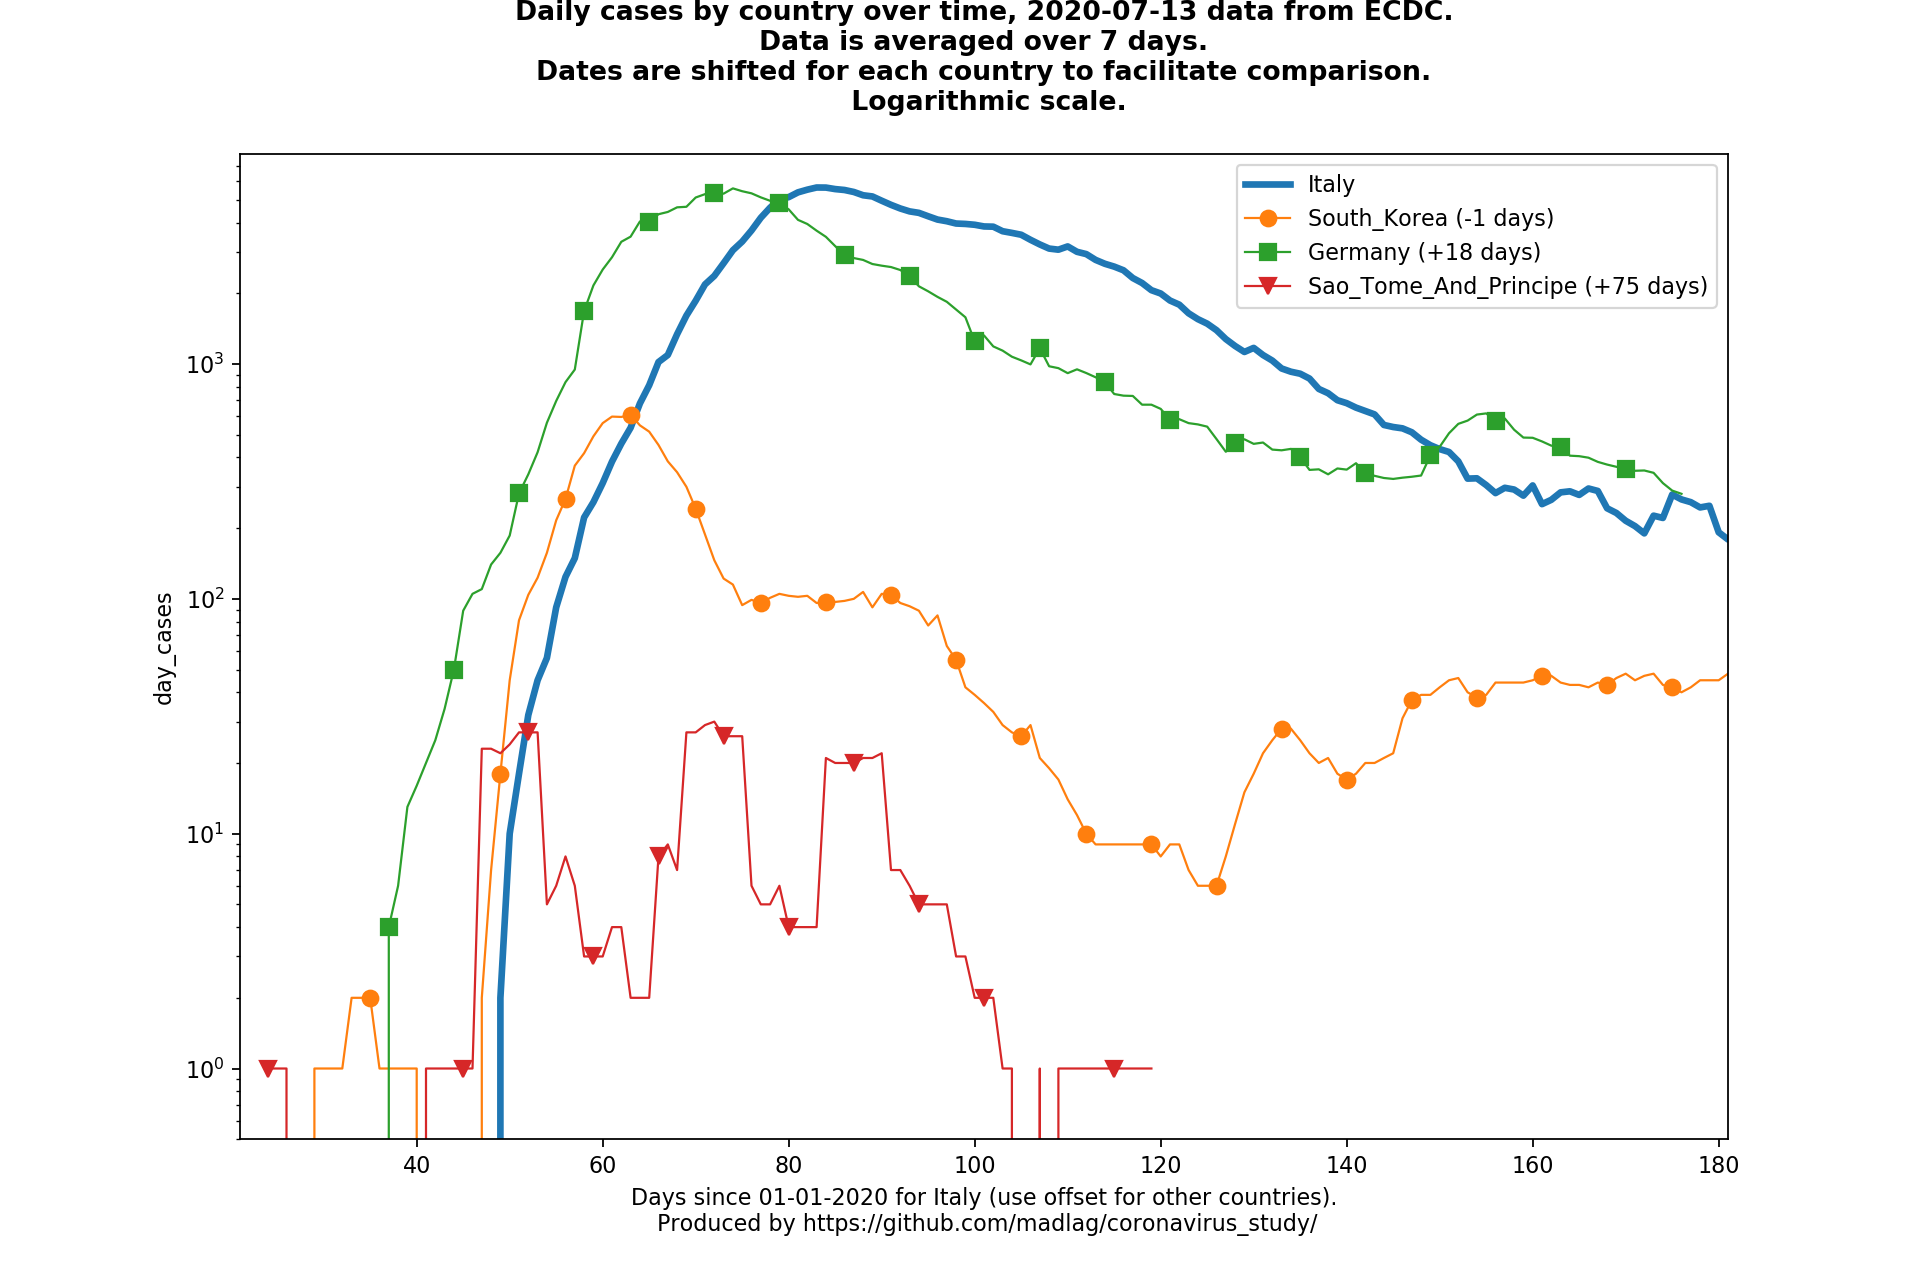 Daily cases by country over time, 2020-07-13 data from ECDC.
Data is averaged over 7 days.
Dates are shifted for each country to facilitate comparison.
Logarithmic scale.
Italy
South_Korea (-1 days)
Germany (+18 days)
Sao_Tome_And_Principe (+75 days)
10³
10²
10¹
10⁰
day_cases
40 60 80 100 120 140 160 180
Days since 01-01-2020 for Italy (use offset for other countries).
Produced by https://github.com/madlag/coronavirus_study/